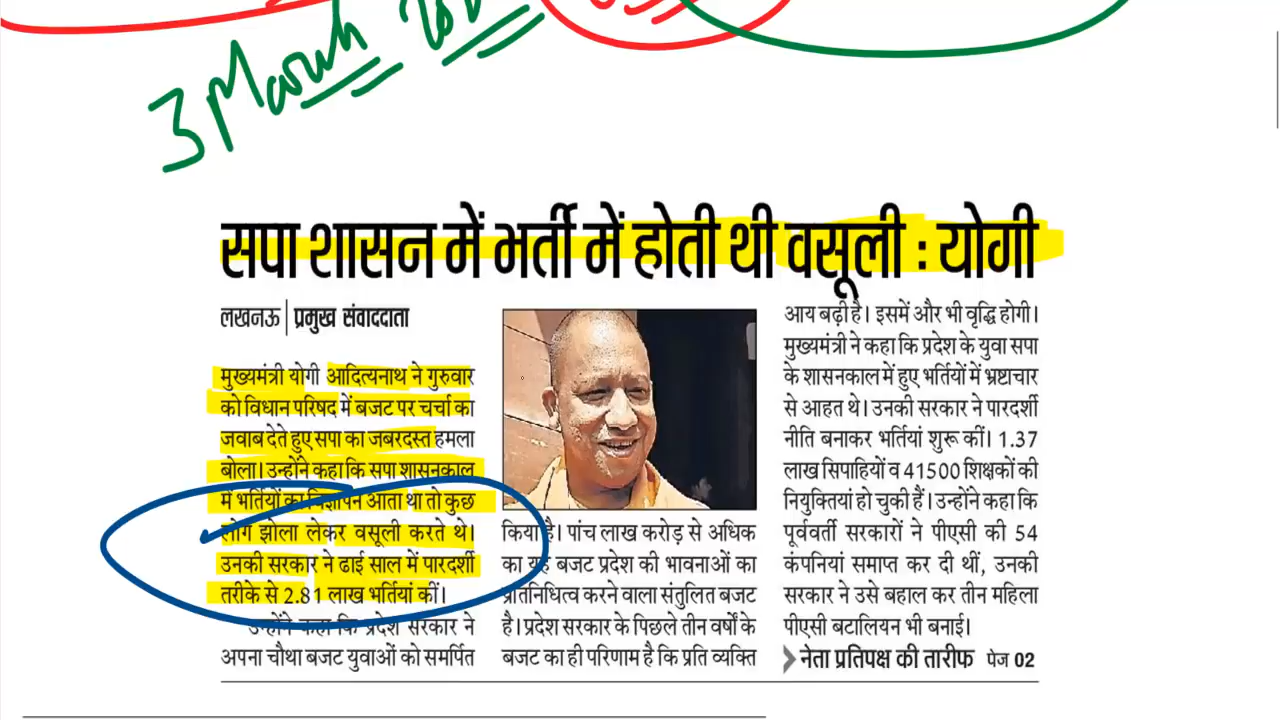 3 March
सपा शासन में भर्ती में होती थी वसूली : योगी
लखनऊ | प्रमुख संवाददाता
मुख्यमंत्री योगी आदित्यनाथ ने गुरुवार
को विधान परिषद में बजट पर चर्चा का
जवाब देते हुए सपा का जबरदस्त हमला
बोला। उन्होंने कहा कि सपा शासनकाल
में भर्तियों का विज्ञापन आता था तो कुछ
लोग झोला लेकर वसूली करते थे।
उनकी सरकार ने ढाई साल में पारदर्शी
तरीके से 2.81 लाख भर्तियां कीं।
उन्होंने कहा कि प्रदेश सरकार ने
अपना चौथा बजट युवाओं को समर्पित
किया है। पांच लाख करोड़ से अधिक
का यह बजट प्रदेश की भावनाओं का
प्रतिनिधित्व करने वाला संतुलित बजट
है। प्रदेश सरकार के पिछले तीन वर्षों के
बजट का ही परिणाम है कि प्रति व्यक्ति
आय बढ़ी है। इसमें और भी वृद्धि होगी।
मुख्यमंत्री ने कहा कि प्रदेश के युवा सपा
के शासनकाल में हुए भर्तियों में भ्रष्टाचार
से आहत थे। उनकी सरकार ने पारदर्शी
नीति बनाकर भर्तियां शुरू कीं। 1.37
लाख सिपाहियों व 41500 शिक्षकों की
नियुक्तियां हो चुकी हैं। उन्होंने कहा कि
पूर्ववर्ती सरकारों ने पीएसी की 54
कंपनियां समाप्त कर दी थीं, उनकी
सरकार ने उसे बहाल कर तीन महिला
पीएसी बटालियन भी बनाई।
नेता प्रतिपक्ष की तारीफ पेज 02